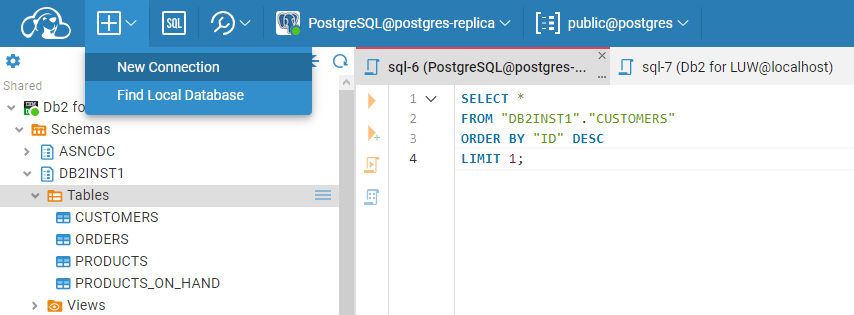 SQL
PostgreSQL@postgres-replica
public@postgres
New Connection
Find Local Database
Shared
Db2 fo
Schemas
ASNCDC
DB2INST1
Tables
CUSTOMERS
ORDERS
PRODUCTS
PRODUCTS_ON_HAND
Views
sql-6 (PostgreSQL@postgres-...
sql-7 (Db2 for LUW@localhost)
1 SELECT *
2 FROM "DB2INST1"."CUSTOMERS"
3 ORDER BY "ID" DESC
4 LIMIT 1;